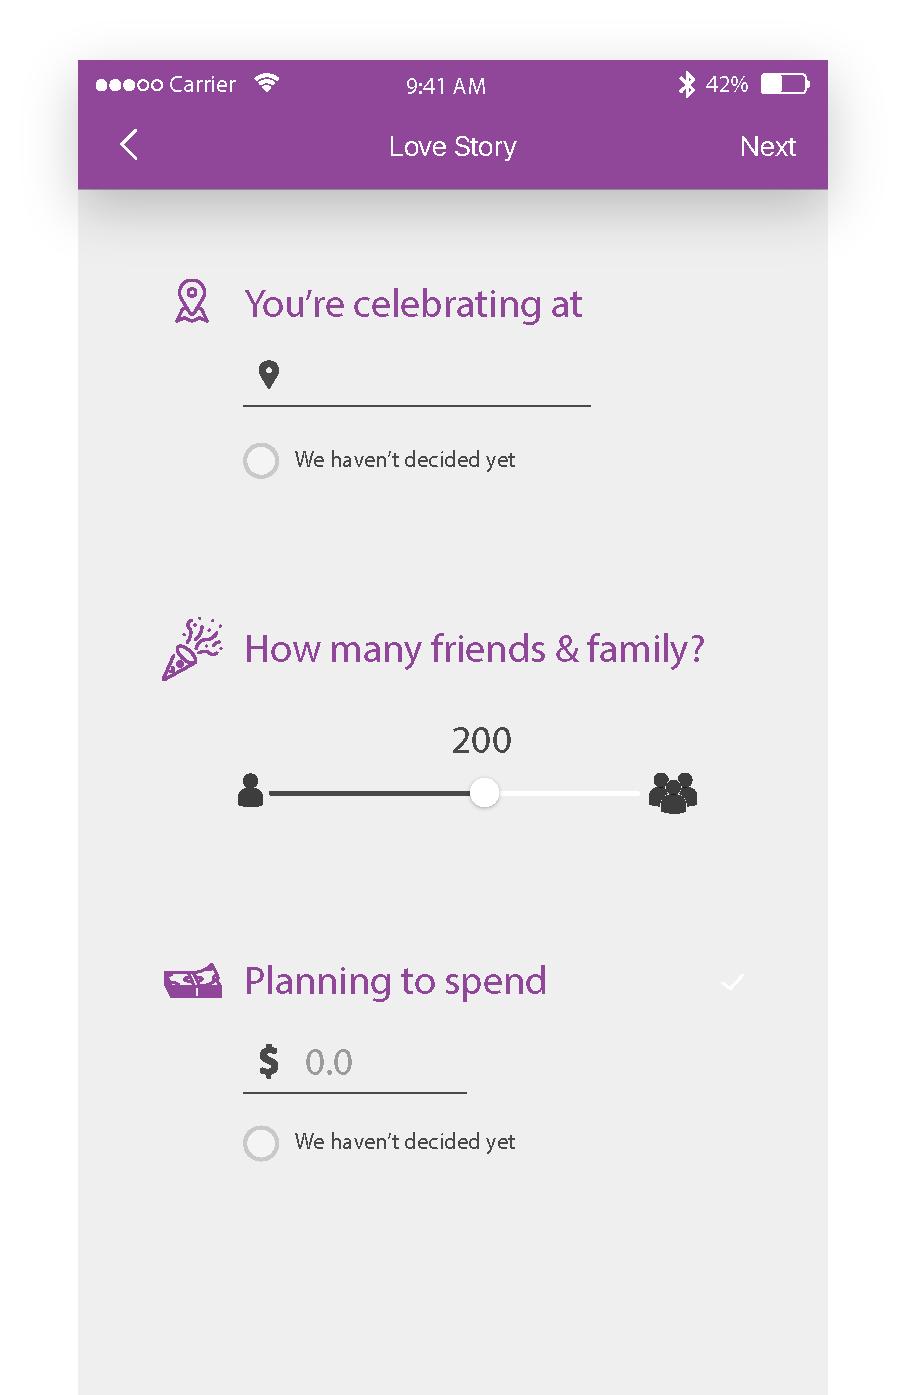 Carrier 9:41 AM 42%
Love Story Next
You’re celebrating at
We haven’t decided yet
How many friends & family?
200
Planning to spend
$ 0.0
We haven’t decided yet